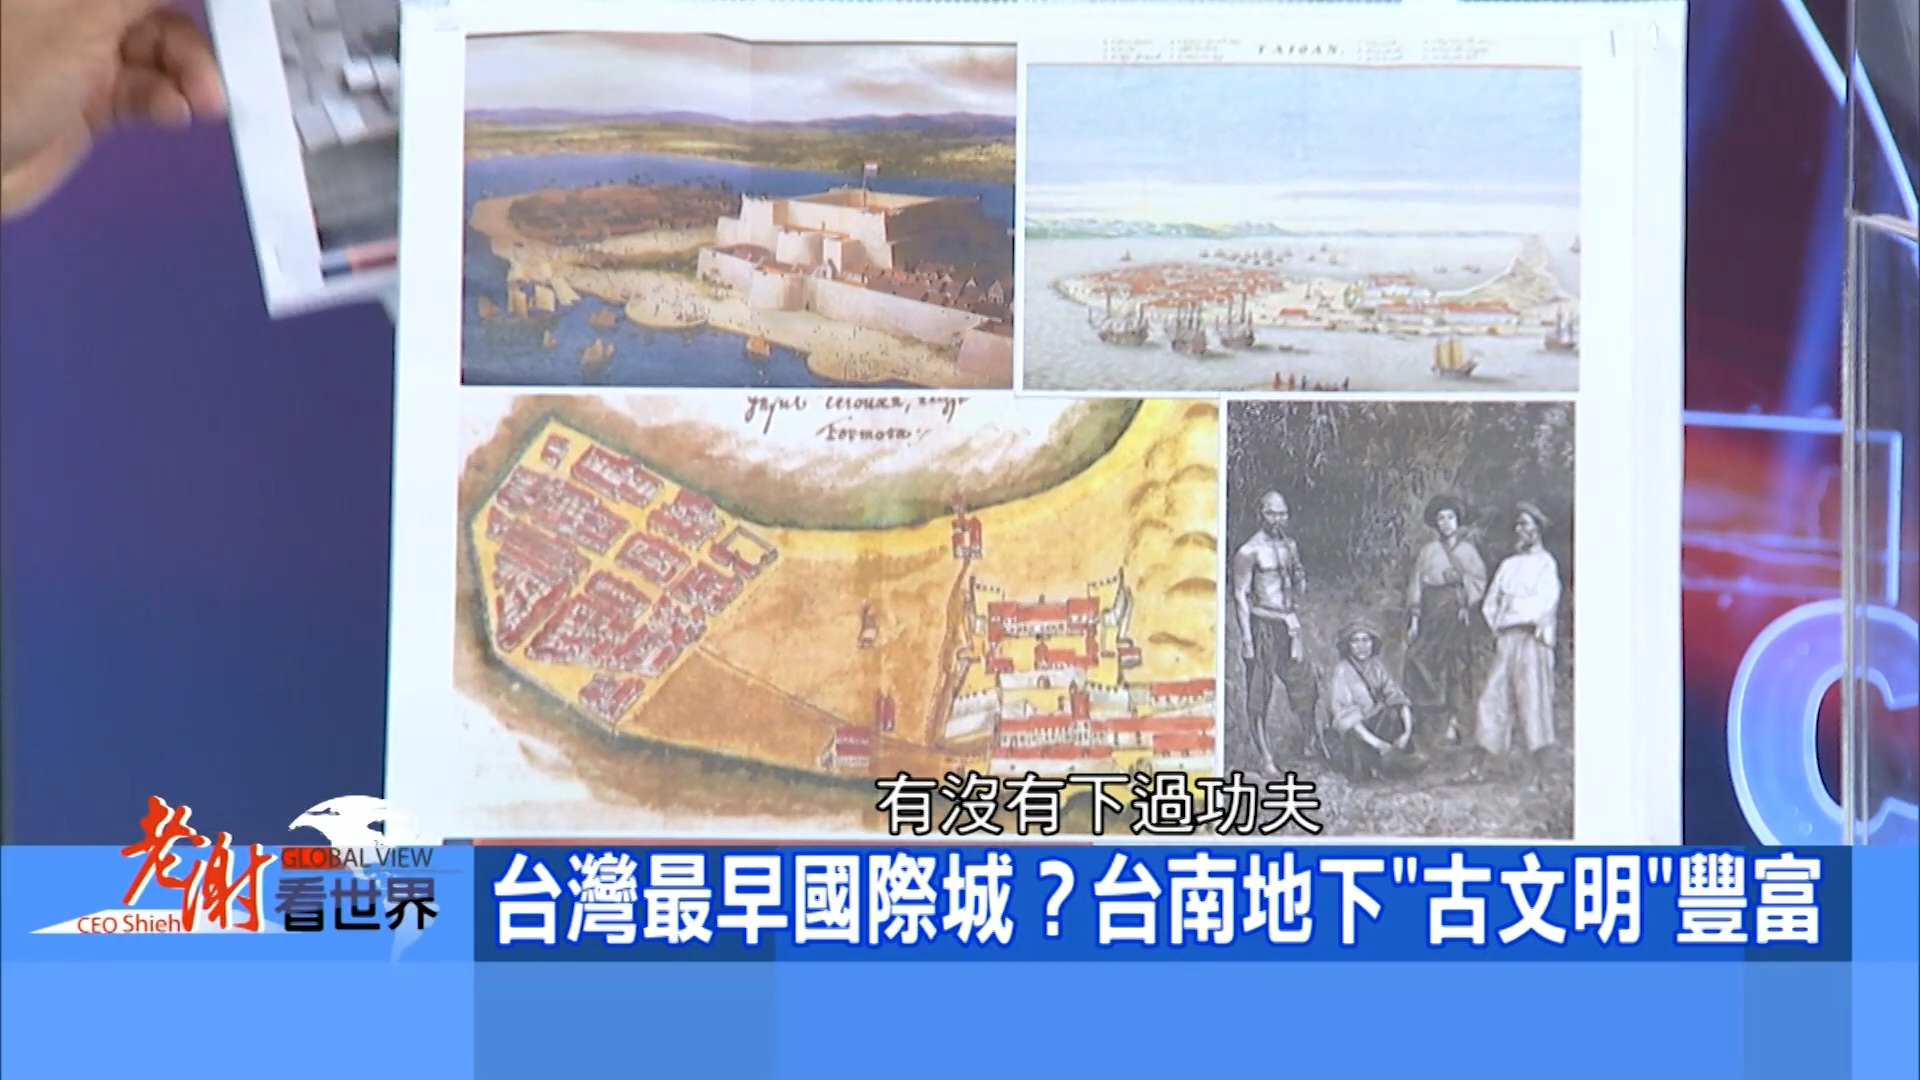 TAIOAN.
Formosa
有沒有下過功夫
老謝
GLOBAL VIEW
看世界
CEO Shieh
台灣最早國際城？台南地下"古文明"豐富
C